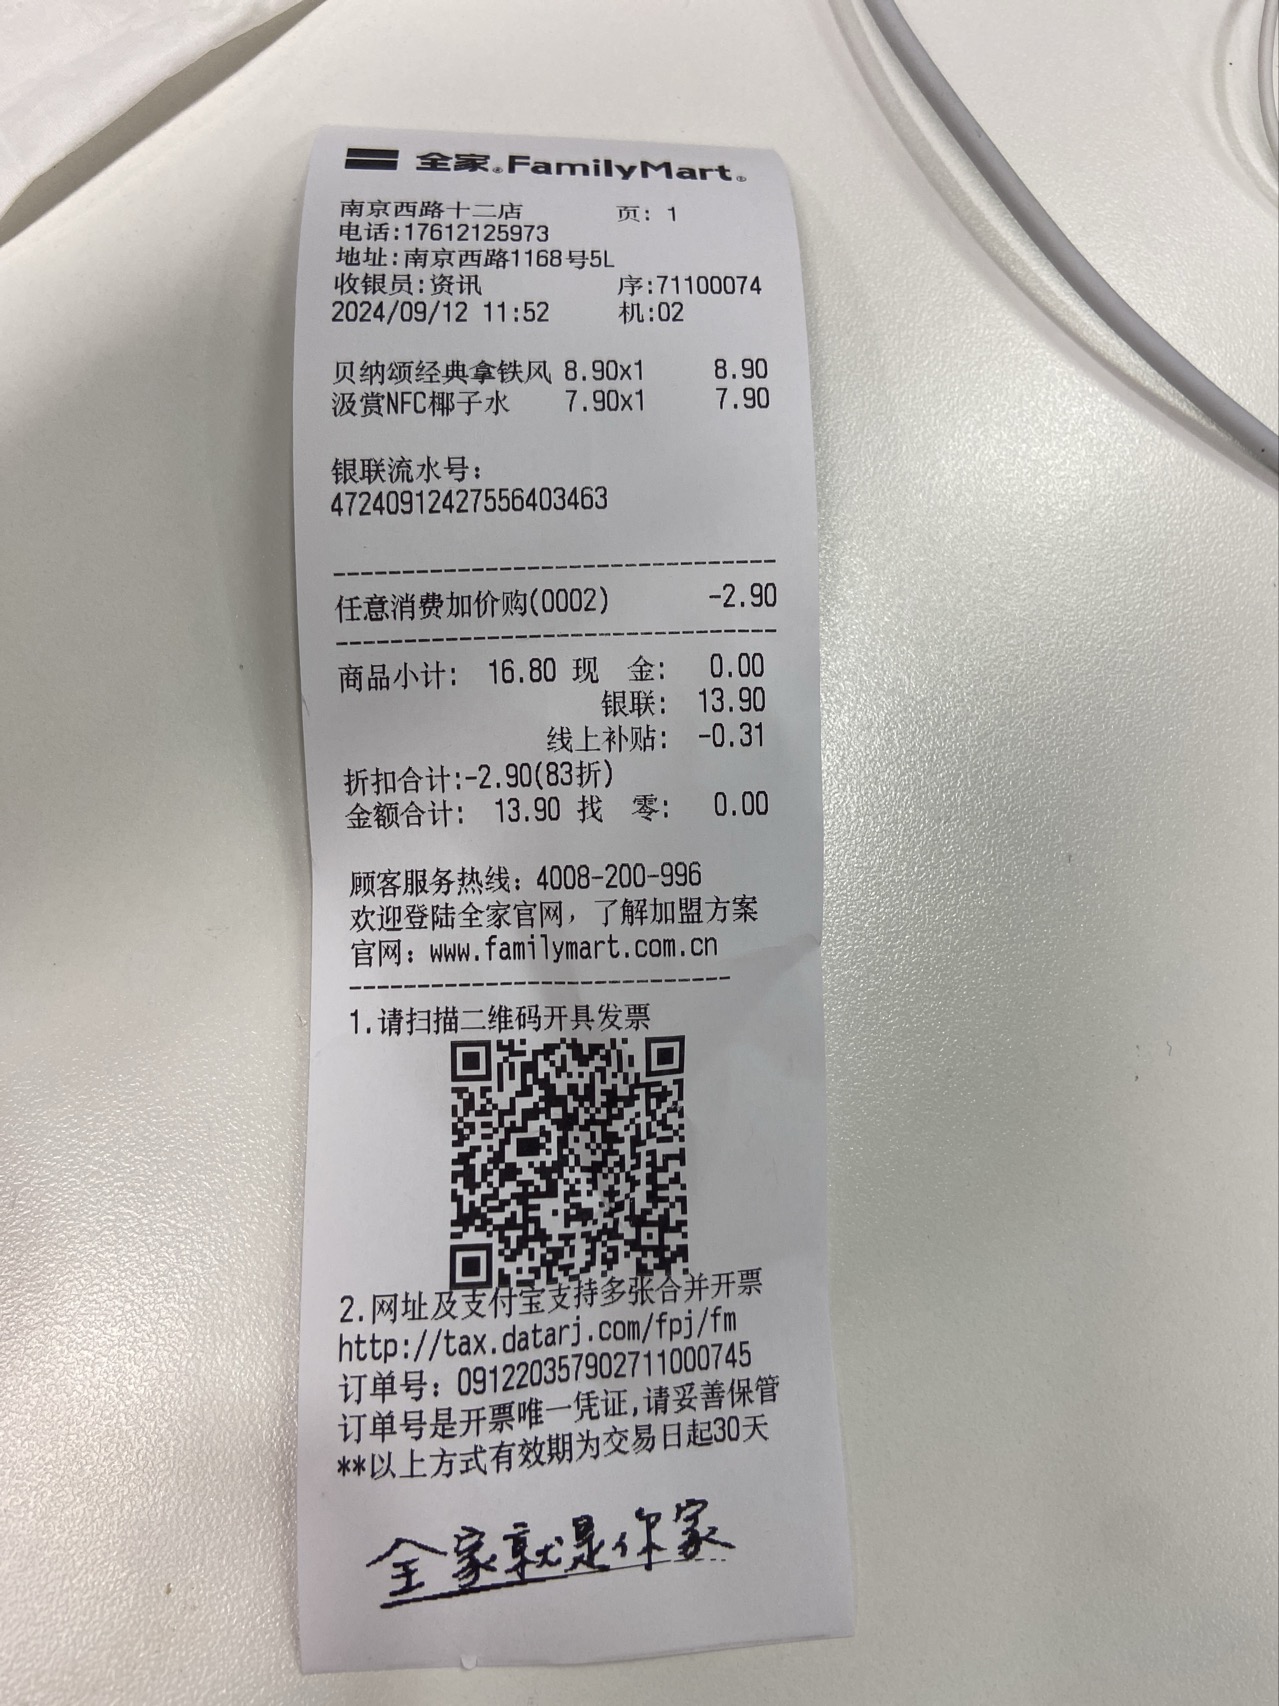 全家®FamilyMart®
南京西路十二店 页: 1
电话:17612125973
地址:南京西路1168号5L
收银员:资讯 序:71100074
2024/09/12 11:52 机:02
贝纳颂经典拿铁风 8.90x1 8.90
汲赏NFC椰子水 7.90x1 7.90
银联流水号:
47240912427556403463
任意消费加价购(0002) -2.90
商品小计: 16.80 现 金: 0.00
银联: 13.90
线上补贴: -0.31
折扣合计:-2.90(83折)
金额合计: 13.90 找 零: 0.00
顾客服务热线: 4008-200-996
欢迎登陆全家官网, 了解加盟方案
官网: www.familymart.com.cn
1.请扫描二维码开具发票
2.网址及支付宝支持多张合并开票
http://tax.datarj.com/fpj/fm
订单号: 091220357902711000745
订单号是开票唯一凭证,请妥善保管
**以上方式有效期为交易日起30天
全家就是你家